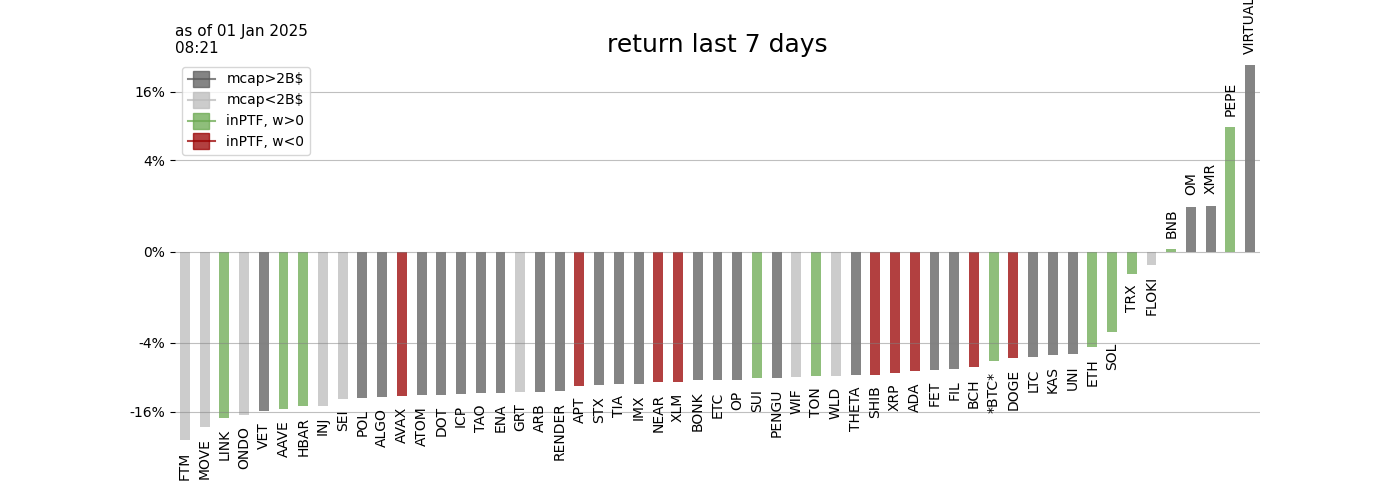 as of 01 Jan 2025
08:21
return last 7 days
mcap>2B$
mcap<2B$
inPTF, w>0
inPTF, w<0
16%
4%
0%
-4%
-16%
FTM
MOVE
LINK
ONDO
VET
AAVE
HBAR
INJ
SEI
POL
ALGO
AVAX
ATOM
DOT
ICP
TAO
ENA
GRT
ARB
RENDER
APT
STX
TIA
IMX
NEAR
XLM
BONK
ETC
OP
SUI
PENGU
WIF
TON
WLD
THETA
SHIB
XRP
ADA
FET
FIL
BCH
*BTC*
DOGE
LTC
KAS
UNI
ETH
SOL
TRX
FLOKI
BNB
OM
XMR
PEPE
VIRTUAL